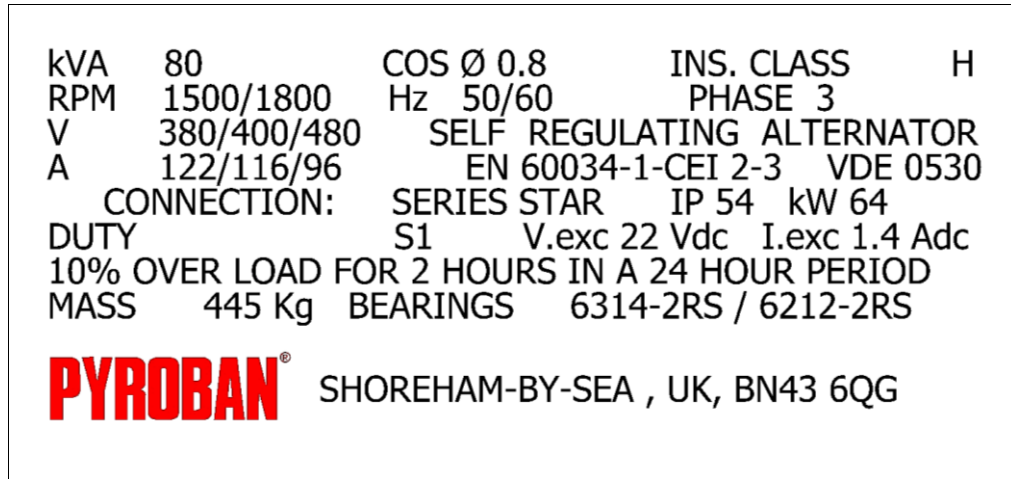 kVA 80 COS Ø 0.8 INS. CLASS H
RPM 1500/1800 Hz 50/60 PHASE 3
V 380/400/480 SELF REGULATING ALTERNATOR
A 122/116/96 EN 60034-1-CEI 2-3 VDE 0530
CONNECTION: SERIES STAR IP 54 kW 64
DUTY S1 V.exc 22 Vdc I.exc 1.4 Adc
10% OVER LOAD FOR 2 HOURS IN A 24 HOUR PERIOD
MASS 445 Kg BEARINGS 6314-2RS / 6212-2RS
PYROBAN® SHOREHAM-BY-SEA , UK, BN43 6QG